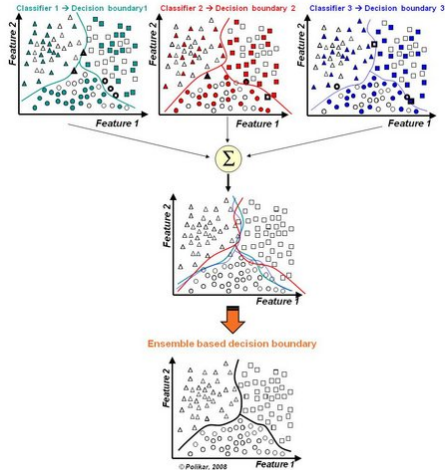 Classifier 1 → Decision boundary1
Classifier 2 → Decision boundary 2
Classifier 3 → Decision boundary 3
Feature 2
Feature 1
Feature 2
Feature 1
Feature 2
Feature 1
Σ
Feature 2
Feature 1
Ensemble based decision boundary
Feature 2
Feature 1
© Polikar, 2008